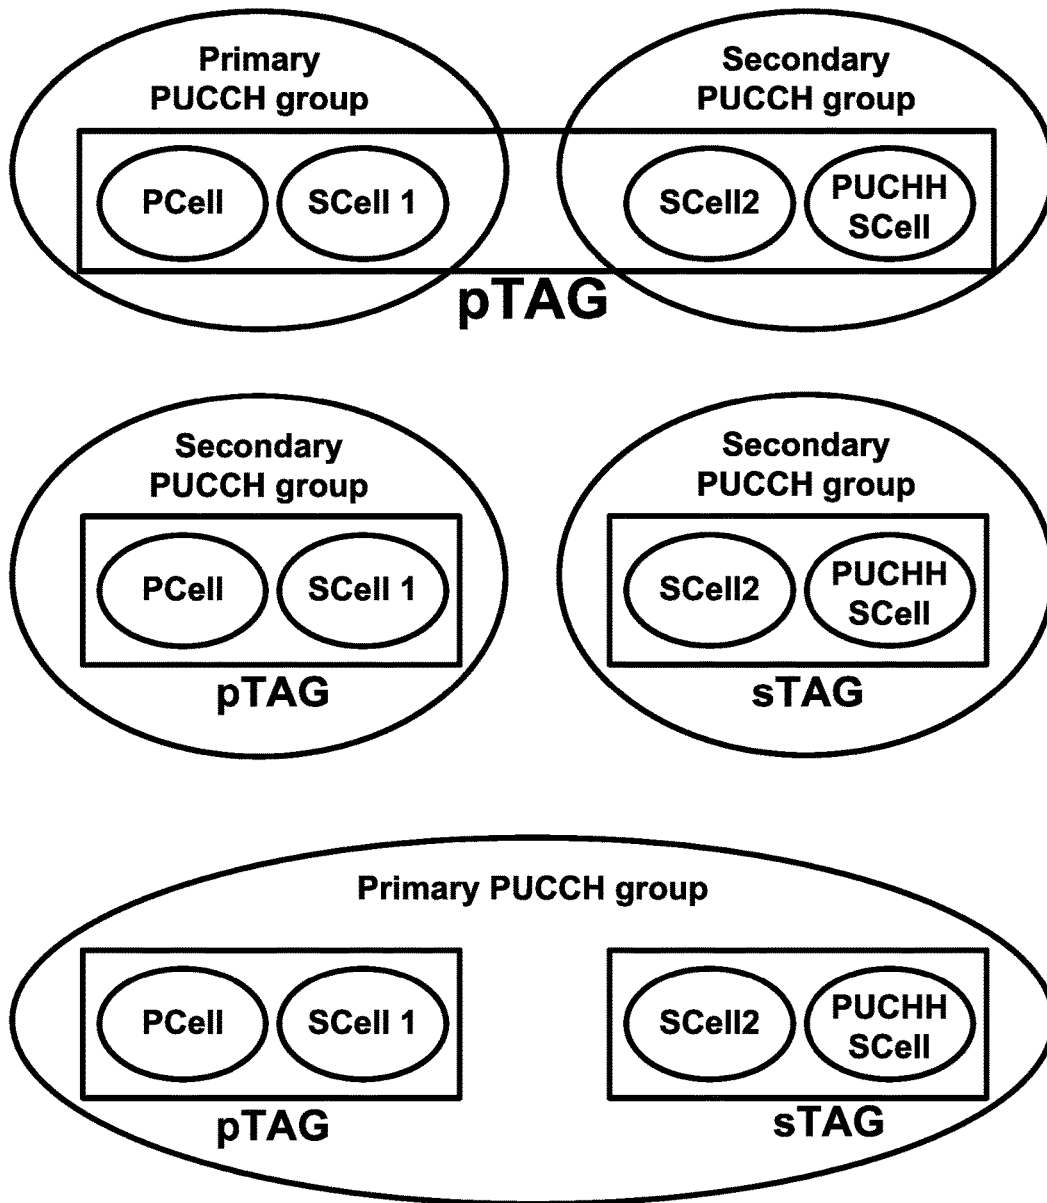 Primary
PUCCH group
Secondary
PUCCH group
PCell
SCell 1
SCell2
PUCHH
SCell
pTAG
Secondary
PUCCH group
Secondary
PUCCH group
PCell
SCell 1
SCell2
PUCHH
SCell
pTAG
sTAG
Primary PUCCH group
PCell
SCell 1
SCell2
PUCHH
SCell
pTAG
sTAG